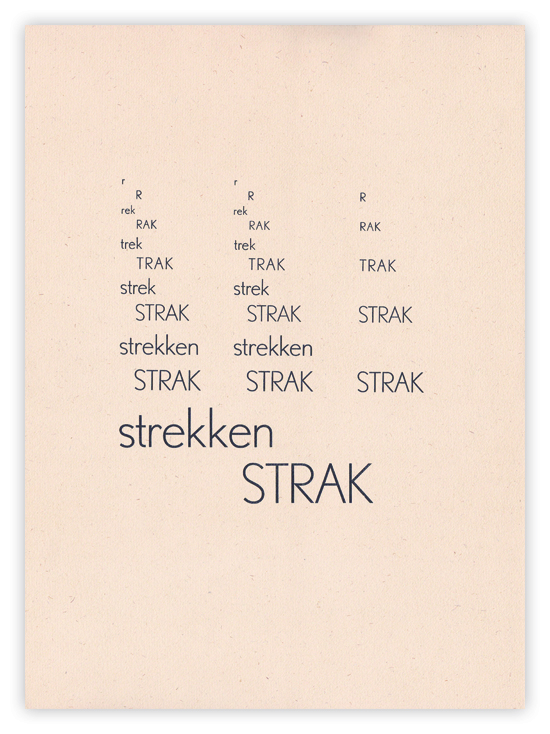 r r
R R R
rek rek
RAK RAK RAK
trek trek
TRAK TRAK TRAK
strek strek
STRAK STRAK STRAK
strekken strekken
STRAK STRAK STRAK
strekken
STRAK